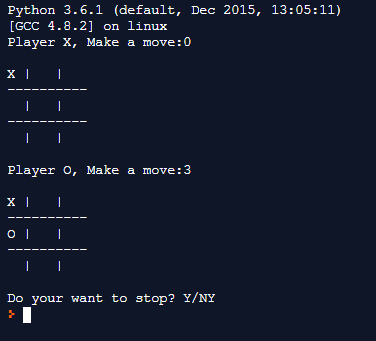 Python 3.6.1 (default, Dec 2015, 13:05:11)
[GCC 4.8.2] on linux
Player X, Make a move:0
X |   |
----------
  |   |
----------
  |   |
Player O, Make a move:3
X |   |
----------
O |   |
----------
  |   |
Do your want to stop? Y/NY
>